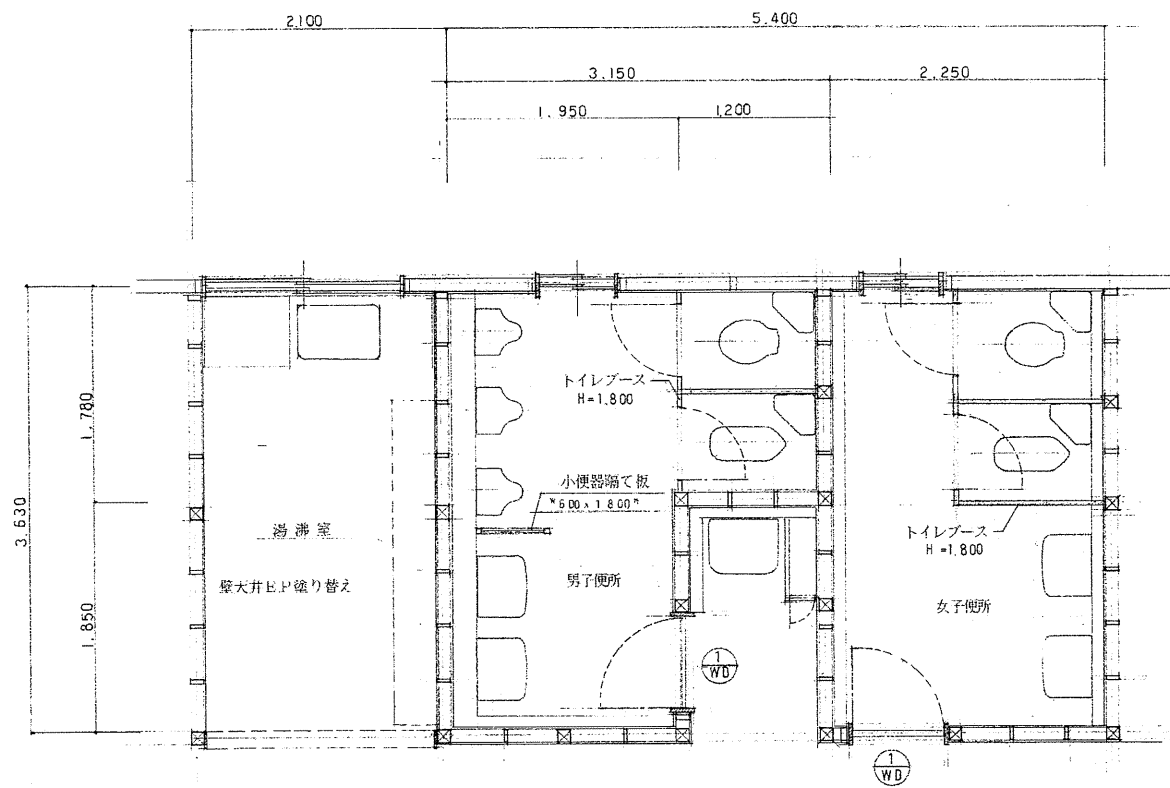 2.100
5.400
3.150
2.250
1.950
1.200
トイレブース
H=1,800
1.780
3.630
小便器隔て板
W600x1800H
湯沸室
トイレブース
H=1,800
男子便所
壁天井E.P塗り替え
女子便所
1.850
1
WD
1
WD